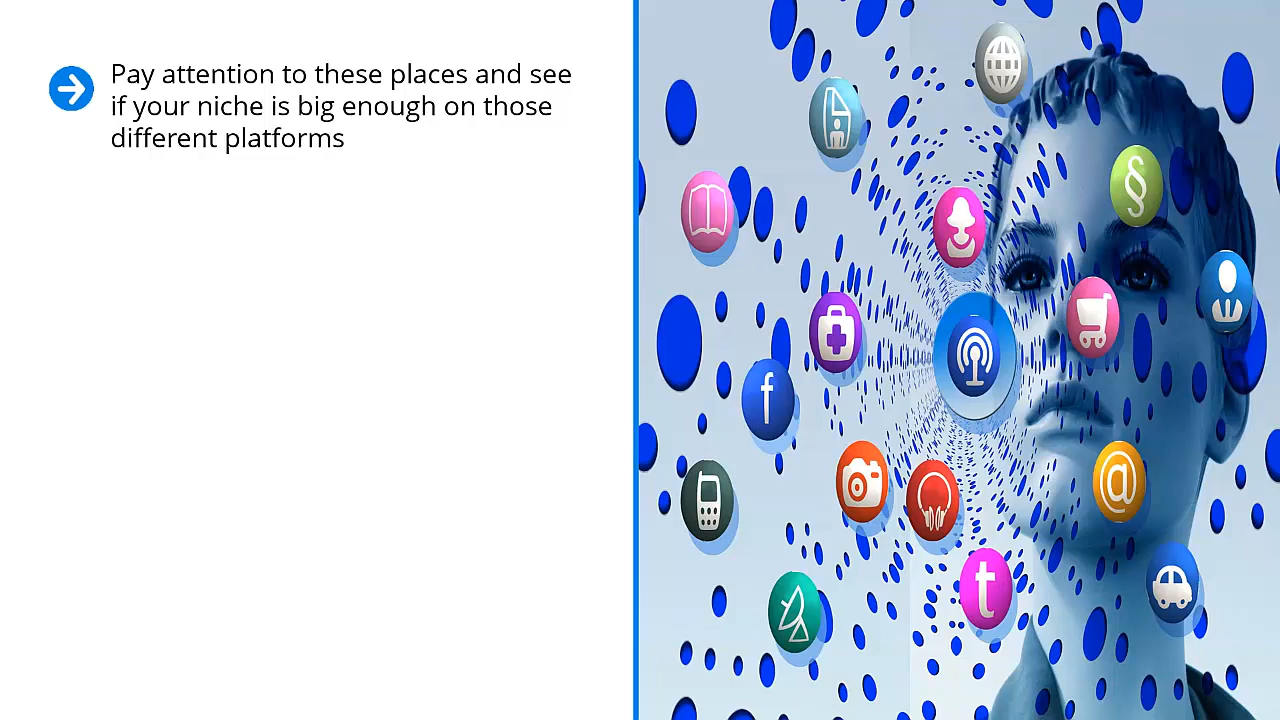 Pay attention to these places and see
if your niche is big enough on those
different platforms
f
§
@
t